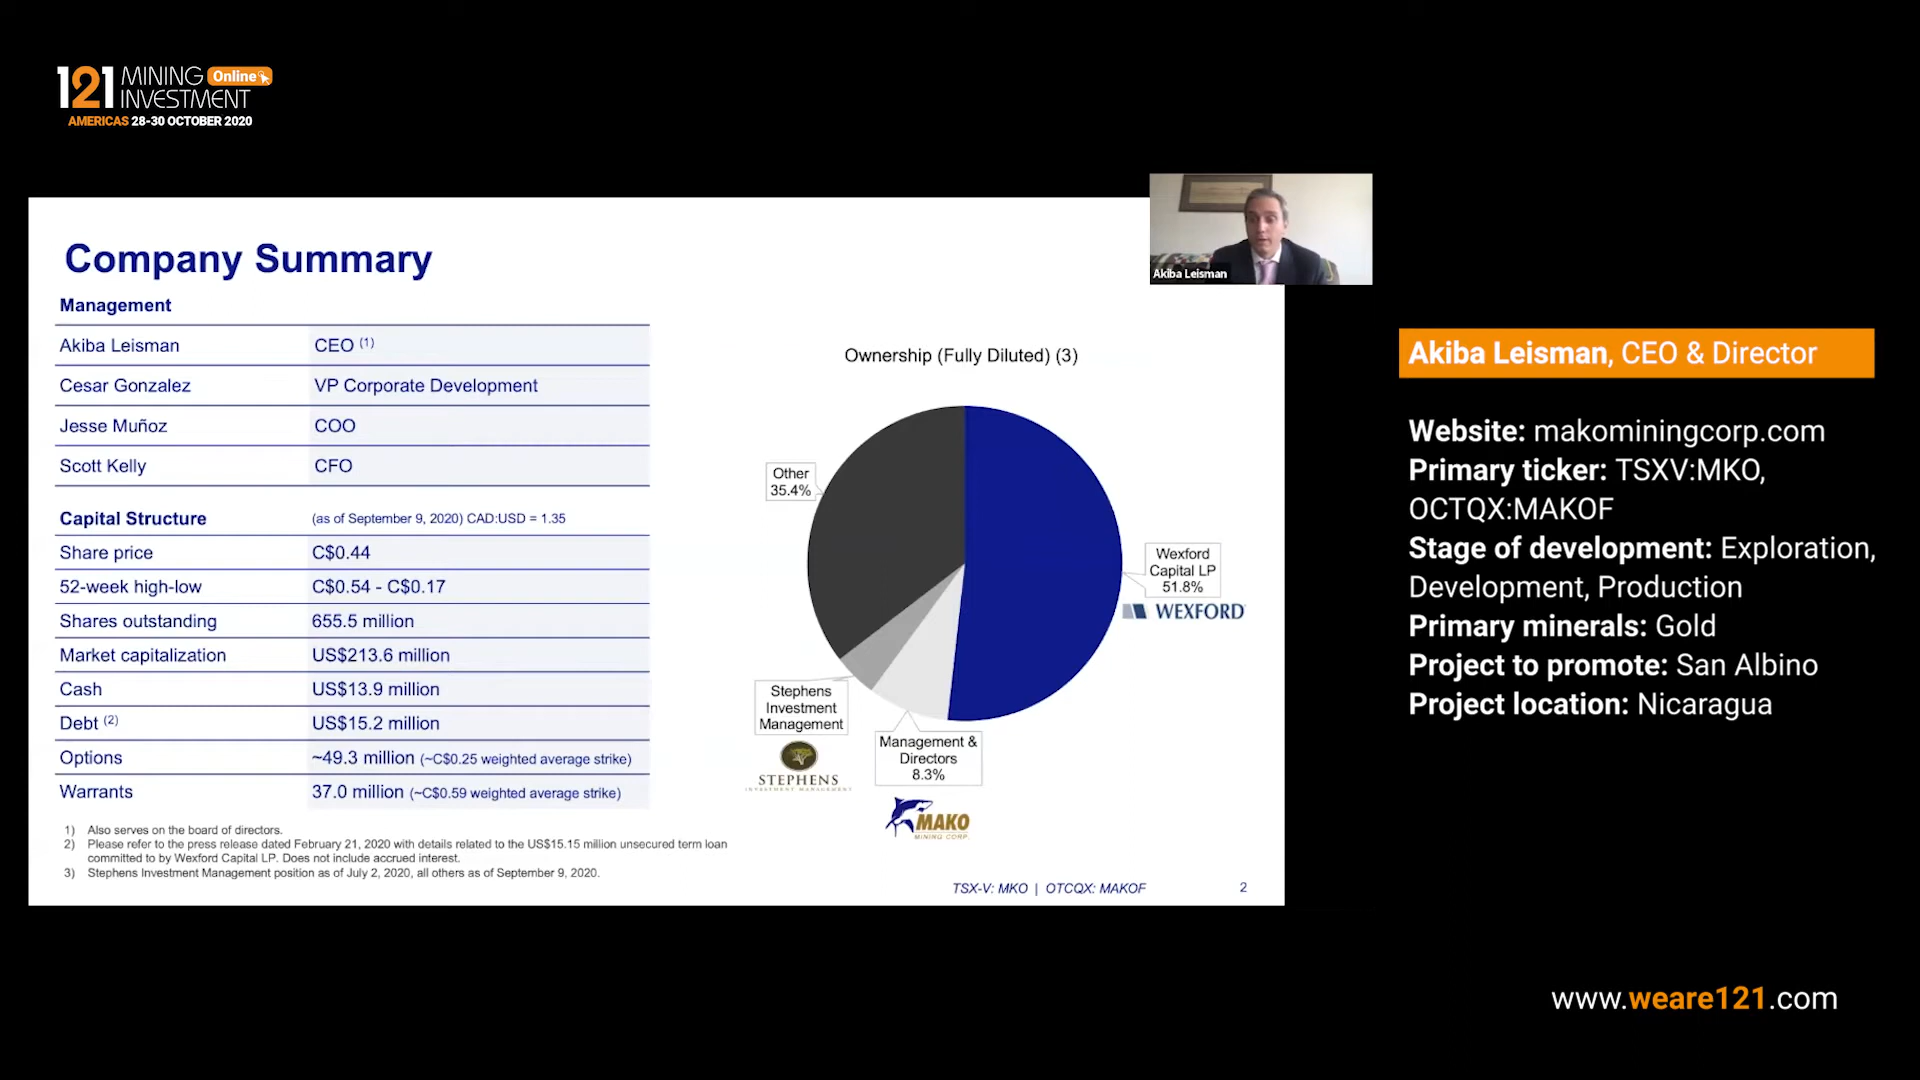 121 MINING Online
INVESTMENT
AMERICAS 28-30 OCTOBER 2020
Akiba Leisman
Company Summary
Management
Akiba Leisman CEO (1)
Cesar Gonzalez VP Corporate Development
Jesse Muñoz COO
Scott Kelly CFO
Capital Structure (as of September 9, 2020) CAD:USD = 1.35
Share price C$0.44
52-week high-low C$0.54 - C$0.17
Shares outstanding 655.5 million
Market capitalization US$213.6 million
Cash US$13.9 million
Debt (2) US$15.2 million
Options ~49.3 million (~C$0.25 weighted average strike)
Warrants 37.0 million (~C$0.59 weighted average strike)
1) Also serves on the board of directors.
2) Please refer to the press release dated February 21, 2020 with details related to the US$15.15 million unsecured term loan
committed to by Wexford Capital LP. Does not include accrued interest.
3) Stephens Investment Management position as of July 2, 2020, all others as of September 9, 2020.
Ownership (Fully Diluted) (3)
Other
35.4%
Wexford
Capital LP
51.8%
WEXFORD
Stephens
Investment
Management
STEPHENS
INVESTMENT MANAGEMENT
Management &
Directors
8.3%
MAKO
MINING CORP.
TSX-V: MKO | OTCQX: MAKOF 2
Akiba Leisman, CEO & Director
Website: makominingcorp.com
Primary ticker: TSXV:MKO,
OCTQX:MAKOF
Stage of development: Exploration,
Development, Production
Primary minerals: Gold
Project to promote: San Albino
Project location: Nicaragua
www.weare121.com